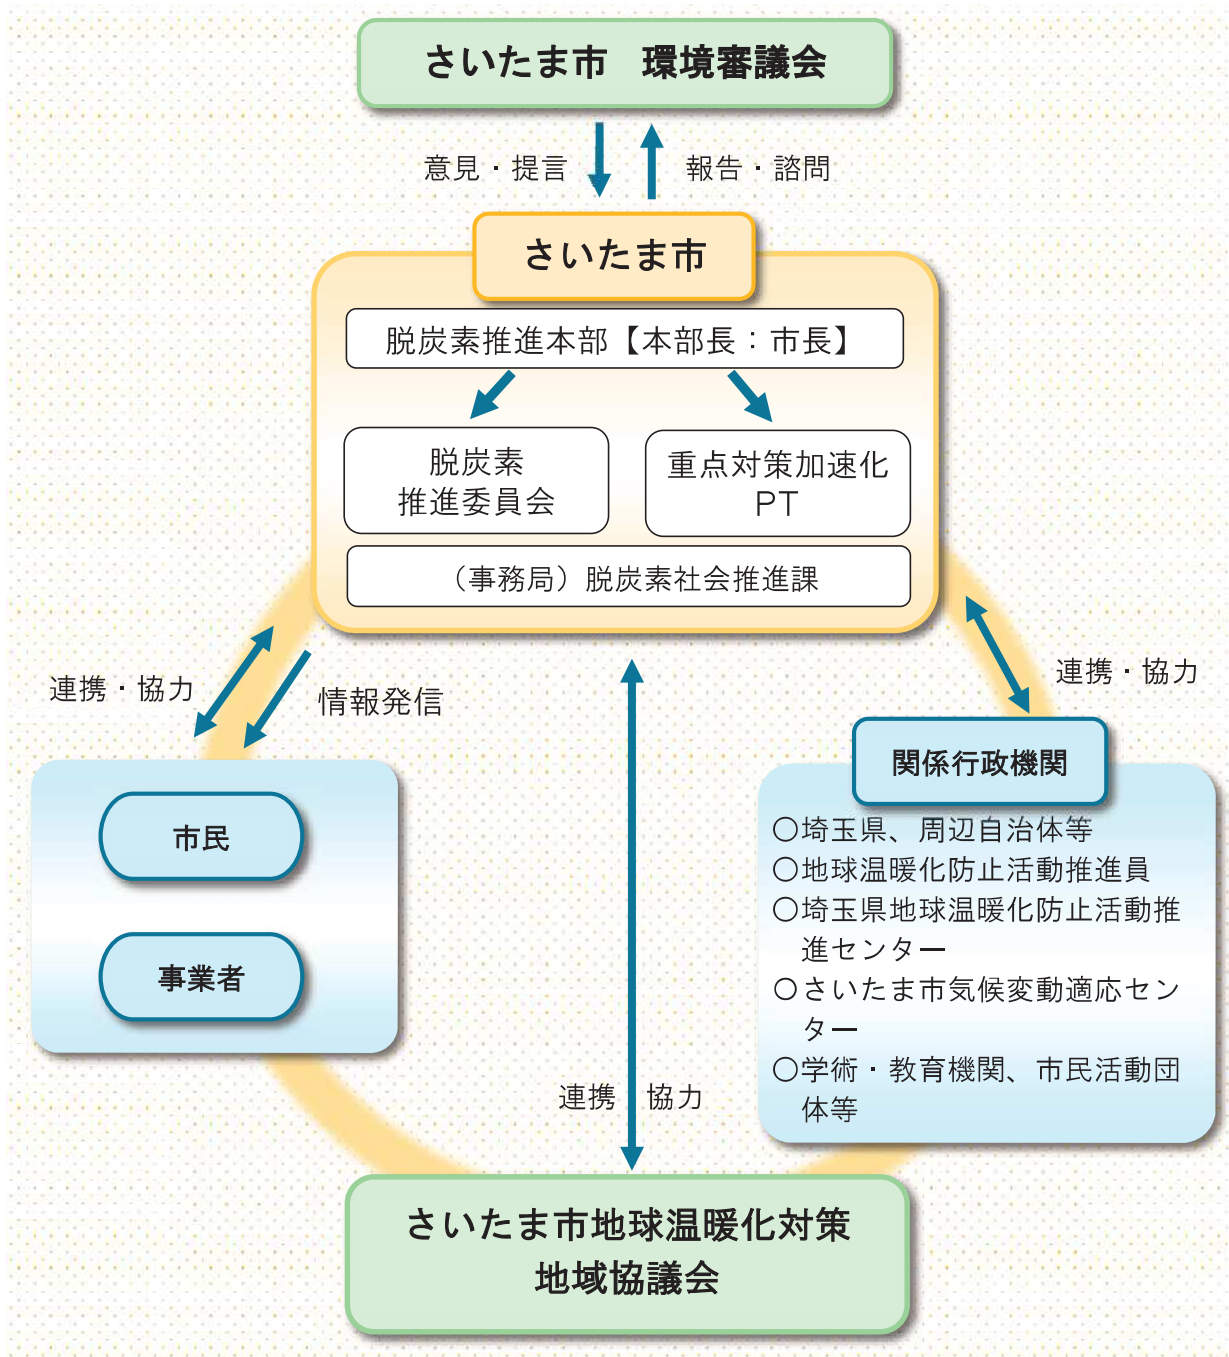 さいたま市　環境審議会
意見・提言
報告・諮問
さいたま市
脱炭素推進本部【本部長：市長】
脱炭素
推進委員会
重点対策加速化
PT
（事務局）脱炭素社会推進課
連携・協力
情報発信
連携・協力
市民
事業者
関係行政機関
〇埼玉県、周辺自治体等
〇地球温暖化防止活動推進員
〇埼玉県地球温暖化防止活動推
進センター
〇さいたま市気候変動適応セン
ター
〇学術・教育機関、市民活動団
体等
連携　協力
さいたま市地球温暖化対策
地域協議会